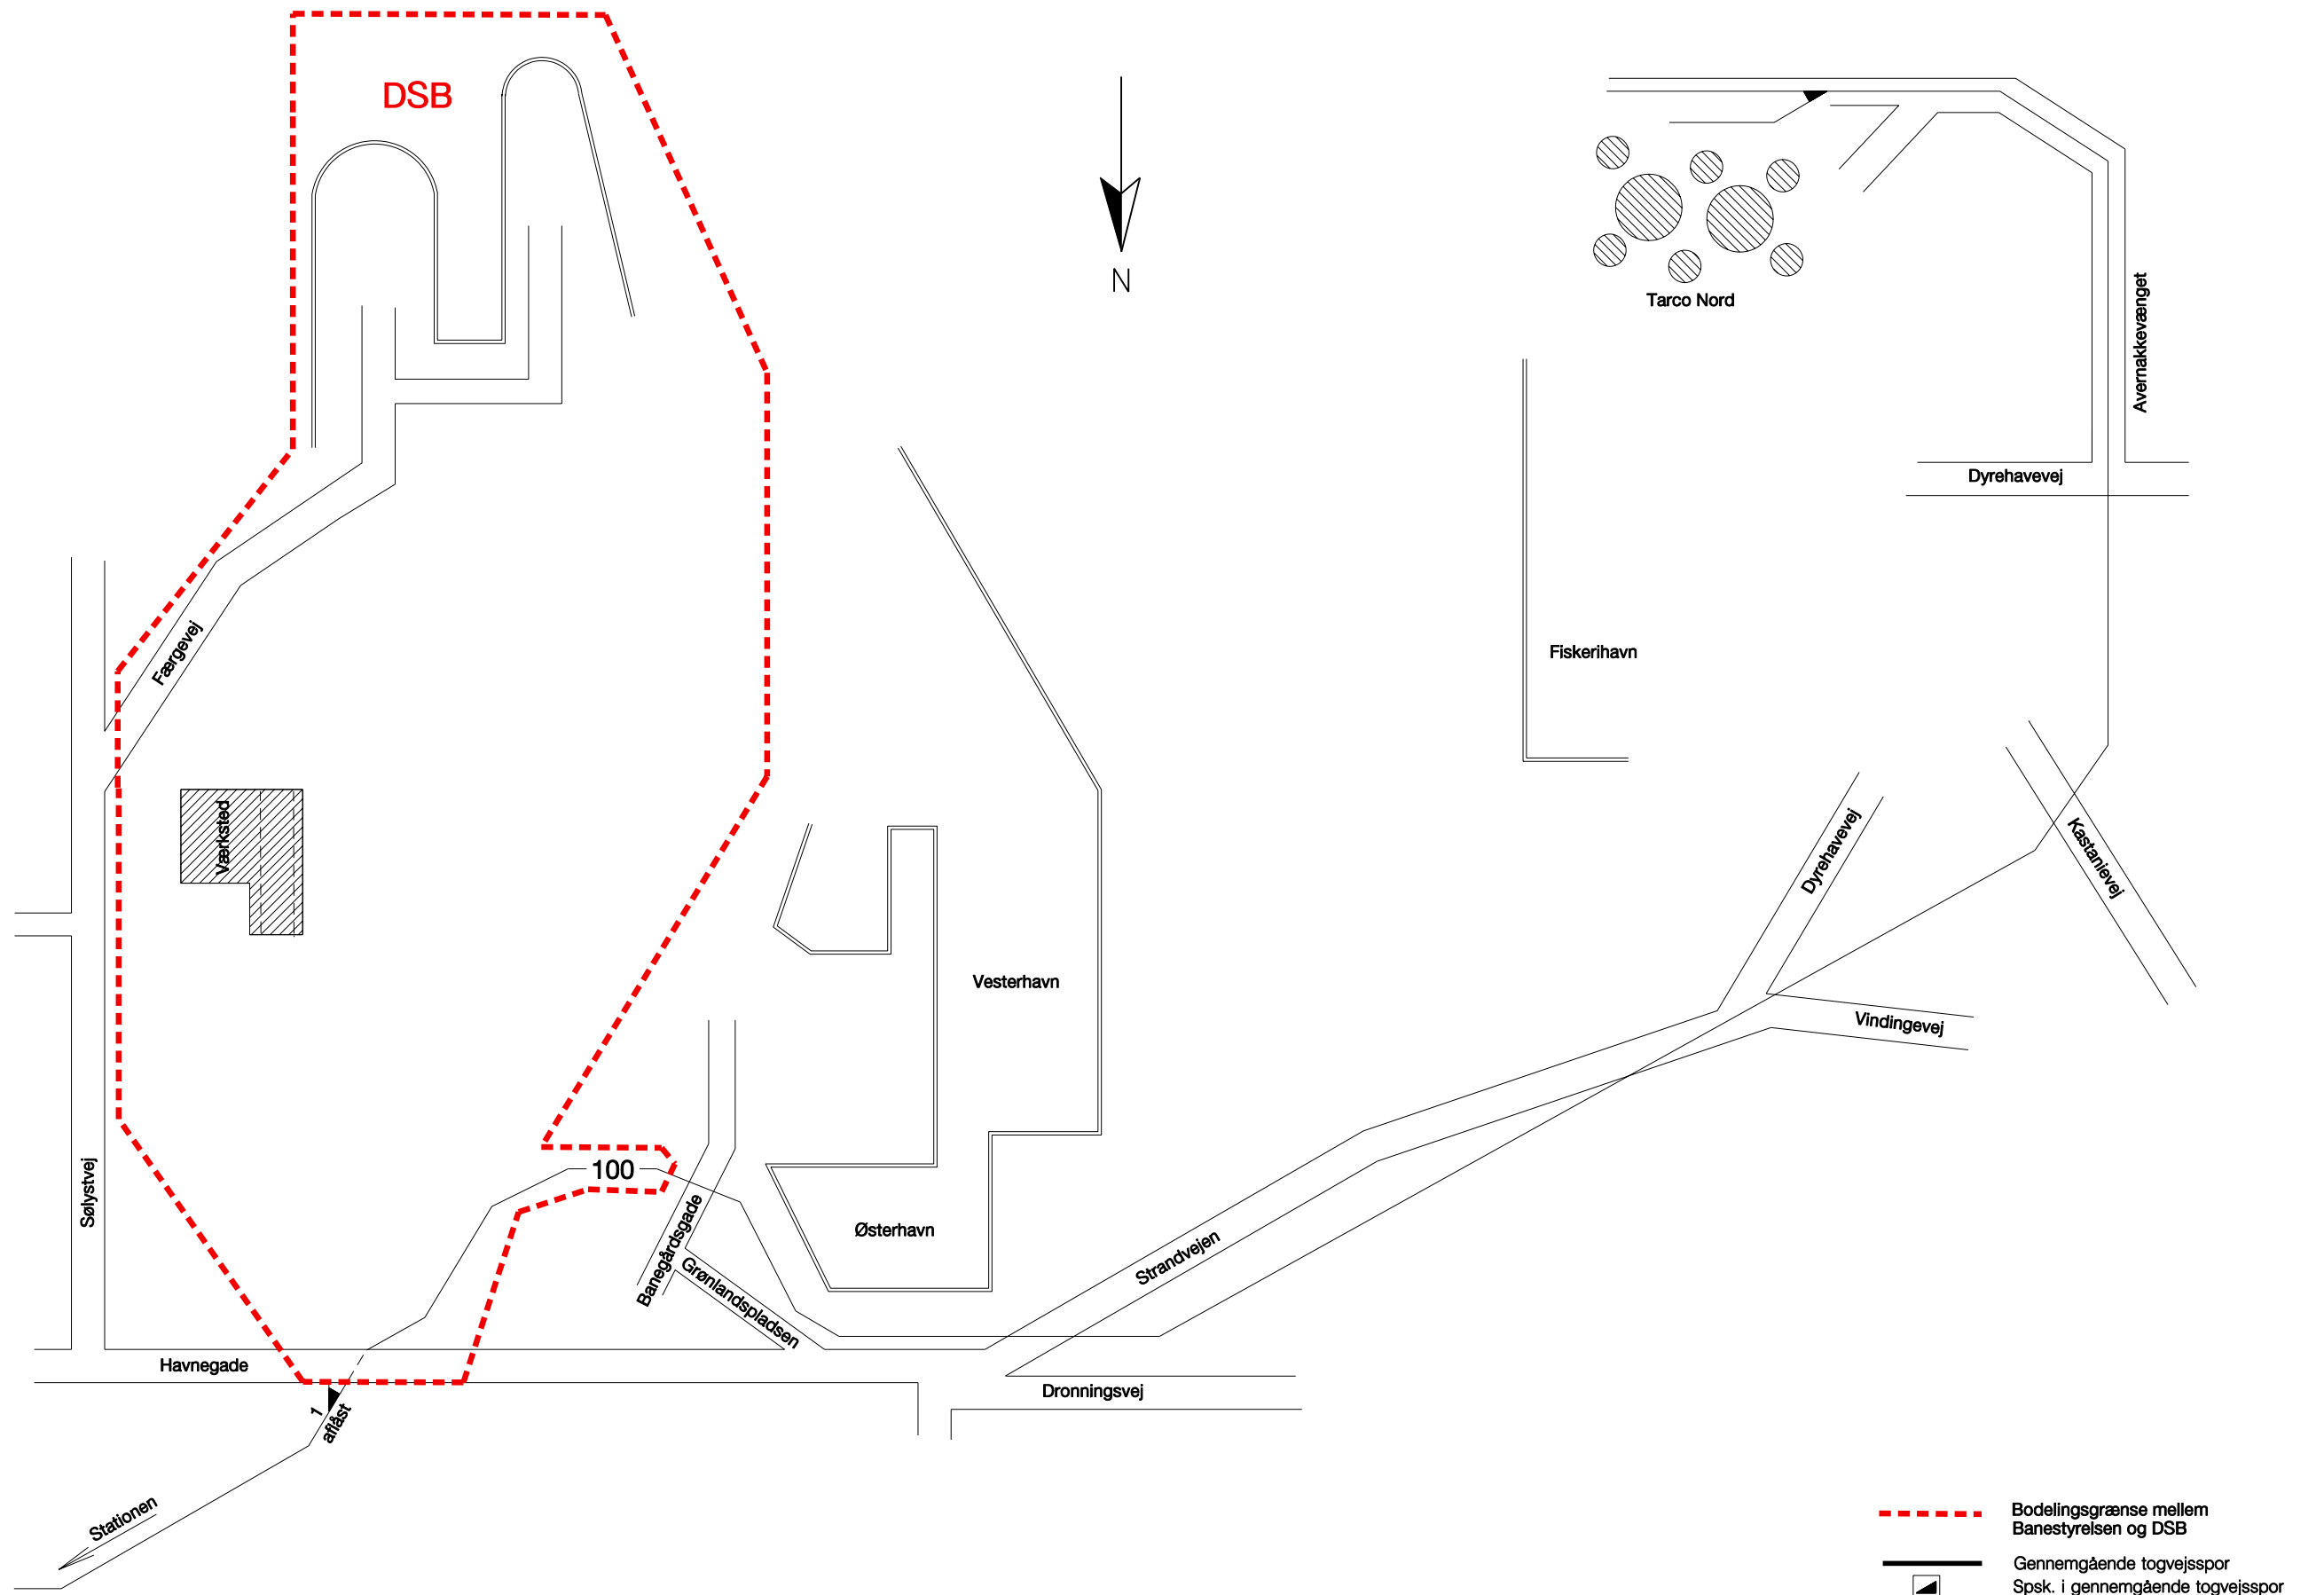 DSB
N
Tarco Nord
Avernakkevænget
Dyrehavevej
Færgevej
Fiskerihavn
Værksted
Dyrehavevej
Kastanievej
Vesterhavn
Vindingevej
Sølystvej
100
Banegårdsgade
Østerhavn
Grønlandspladsen
Strandvejen
Havnegade
Dronningsvej
1
aflåst
Stationen
Bodelingsgrænse mellem
Banestyrelsen og DSB
Gennemgående togvejsspor
Spsk. i gennemgående togvejsspor